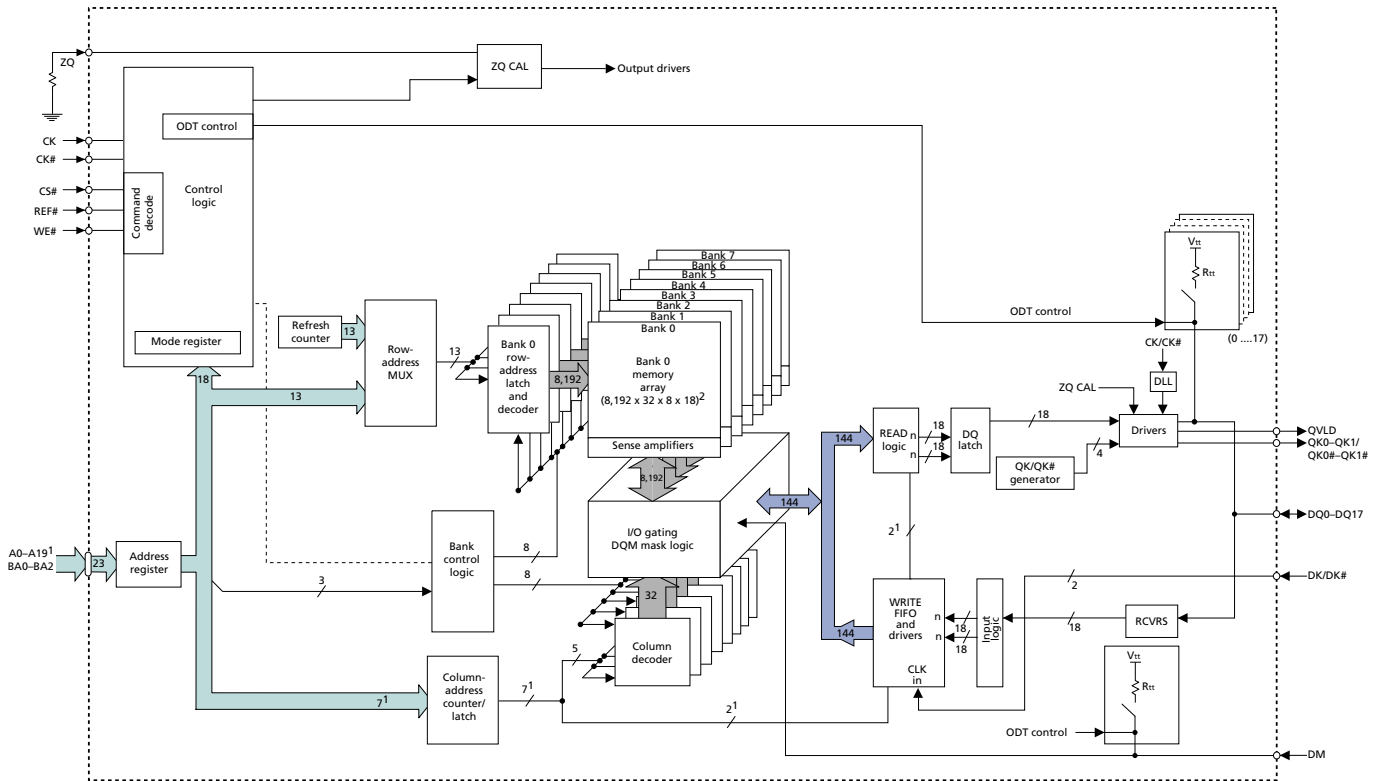 ZQ
ZQ CAL
Output drivers
ODT control
CK
CK#
CS#
REF#
WE#
Command
decode
Control
logic
Mode register
18
Refresh
counter
13
13
Row-
address
MUX
13
Bank 0
row-
address
latch
and
decoder
8,192
Bank 7
Bank 6
Bank 5
Bank 4
Bank 3
Bank 2
Bank 1
Bank 0
Bank 0
memory
array
(8,192 x 32 x 8 x 18)²
Sense amplifiers
8,192
I/O gating
DQM mask logic
32
Column
decoder
A0–A19¹
BA0–BA2
23
Address
register
3
Bank
control
logic
8
8
7¹
Column-
address
counter/
latch
7¹
5
2¹
144
144
144
READ
logic
n
n
18
18
DQ
latch
18
QK/QK#
generator
4
2¹
WRITE
FIFO
and
drivers
n
n
CLK
in
18
18
Input
logic
18
RCVRS
2
ODT control
Vtt
Rtt
(0 ....17)
CK/CK#
DLL
ZQ CAL
Drivers
QVLD
QK0–QK1/
QK0#–QK1#
DQ0–DQ17
DK/DK#
Vtt
Rtt
ODT control
DM